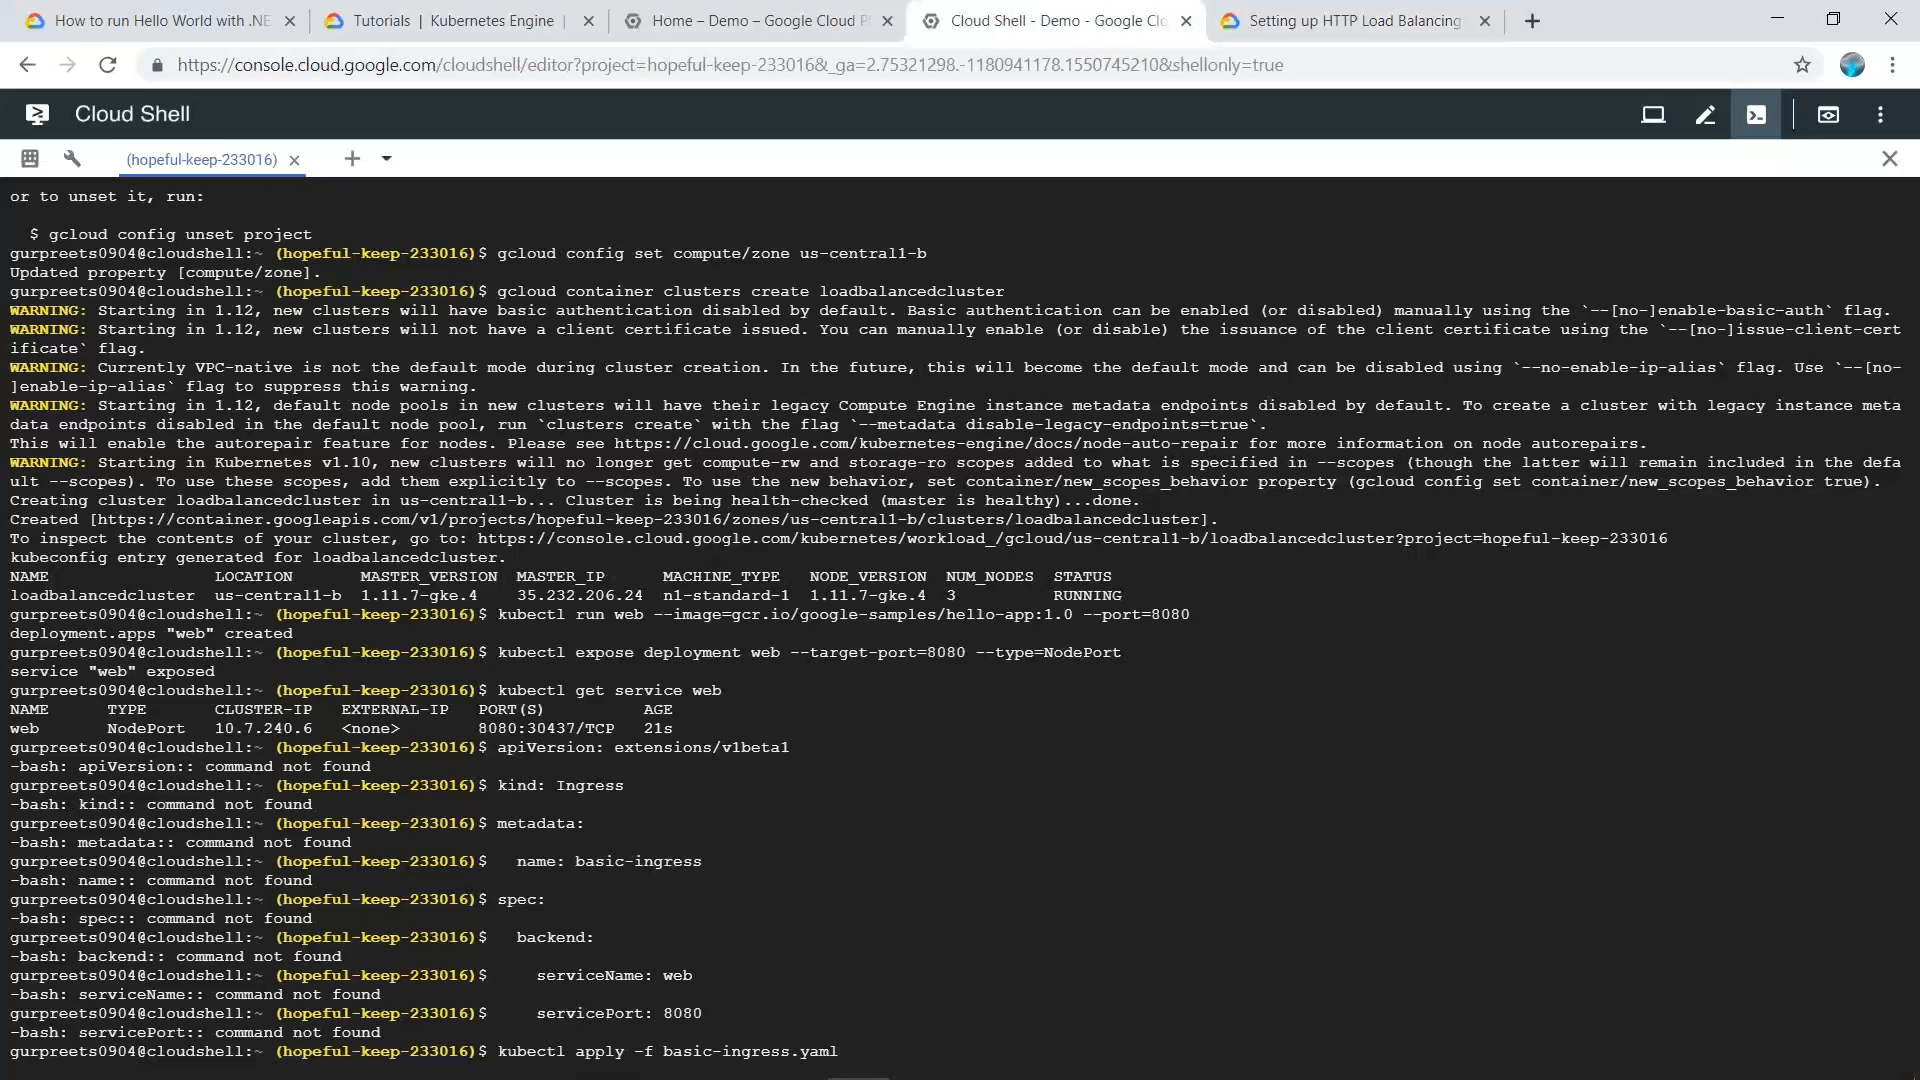 How to run Hello World with .NE
Tutorials | Kubernetes Engine |
Home – Demo – Google Cloud P
Cloud Shell - Demo - Google Clo
Setting up HTTP Load Balancing
https://console.cloud.google.com/cloudshell/editor?project=hopeful-keep-233016&_ga=2.75321298.-1180941178.1550745210&shellonly=true
Cloud Shell
(hopeful-keep-233016)
or to unset it, run:
$ gcloud config unset project
gurpreets0904@cloudshell:~ (hopeful-keep-233016)$ gcloud config set compute/zone us-central1-b
Updated property [compute/zone].
gurpreets0904@cloudshell:~ (hopeful-keep-233016)$ gcloud container clusters create loadbalancedcluster
WARNING: Starting in 1.12, new clusters will have basic authentication disabled by default. Basic authentication can be enabled (or disabled) manually using the `--[no-]enable-basic-auth` flag.
WARNING: Starting in 1.12, new clusters will not have a client certificate issued. You can manually enable (or disable) the issuance of the client certificate using the `--[no-]issue-client-cert
ificate` flag.
WARNING: Currently VPC-native is not the default mode during cluster creation. In the future, this will become the default mode and can be disabled using `--no-enable-ip-alias` flag. Use `--[no-
]enable-ip-alias` flag to suppress this warning.
WARNING: Starting in 1.12, default node pools in new clusters will have their legacy Compute Engine instance metadata endpoints disabled by default. To create a cluster with legacy instance meta
data endpoints disabled in the default node pool, run `clusters create` with the flag `--metadata disable-legacy-endpoints=true`.
This will enable the autorepair feature for nodes. Please see https://cloud.google.com/kubernetes-engine/docs/node-auto-repair for more information on node autorepairs.
WARNING: Starting in Kubernetes v1.10, new clusters will no longer get compute-rw and storage-ro scopes added to what is specified in --scopes (though the latter will remain included in the defa
ult --scopes). To use these scopes, add them explicitly to --scopes. To use the new behavior, set container/new_scopes_behavior property (gcloud config set container/new_scopes_behavior true).
Creating cluster loadbalancedcluster in us-central1-b... Cluster is being health-checked (master is healthy)...done.
Created [https://container.googleapis.com/v1/projects/hopeful-keep-233016/zones/us-central1-b/clusters/loadbalancedcluster].
To inspect the contents of your cluster, go to: https://console.cloud.google.com/kubernetes/workload_/gcloud/us-central1-b/loadbalancedcluster?project=hopeful-keep-233016
kubeconfig entry generated for loadbalancedcluster.
NAME LOCATION MASTER_VERSION MASTER_IP MACHINE_TYPE NODE_VERSION NUM_NODES STATUS
loadbalancedcluster us-central1-b 1.11.7-gke.4 35.232.206.24 n1-standard-1 1.11.7-gke.4 3 RUNNING
gurpreets0904@cloudshell:~ (hopeful-keep-233016)$ kubectl run web --image=gcr.io/google-samples/hello-app:1.0 --port=8080
deployment.apps "web" created
gurpreets0904@cloudshell:~ (hopeful-keep-233016)$ kubectl expose deployment web --target-port=8080 --type=NodePort
service "web" exposed
gurpreets0904@cloudshell:~ (hopeful-keep-233016)$ kubectl get service web
NAME TYPE CLUSTER-IP EXTERNAL-IP PORT(S) AGE
web NodePort 10.7.240.6 <none> 8080:30437/TCP 21s
gurpreets0904@cloudshell:~ (hopeful-keep-233016)$ apiVersion: extensions/v1beta1
-bash: apiVersion:: command not found
gurpreets0904@cloudshell:~ (hopeful-keep-233016)$ kind: Ingress
-bash: kind:: command not found
gurpreets0904@cloudshell:~ (hopeful-keep-233016)$ metadata:
-bash: metadata:: command not found
gurpreets0904@cloudshell:~ (hopeful-keep-233016)$ name: basic-ingress
-bash: name:: command not found
gurpreets0904@cloudshell:~ (hopeful-keep-233016)$ spec:
-bash: spec:: command not found
gurpreets0904@cloudshell:~ (hopeful-keep-233016)$ backend:
-bash: backend:: command not found
gurpreets0904@cloudshell:~ (hopeful-keep-233016)$ serviceName: web
-bash: serviceName:: command not found
gurpreets0904@cloudshell:~ (hopeful-keep-233016)$ servicePort: 8080
-bash: servicePort:: command not found
gurpreets0904@cloudshell:~ (hopeful-keep-233016)$ kubectl apply -f basic-ingress.yaml